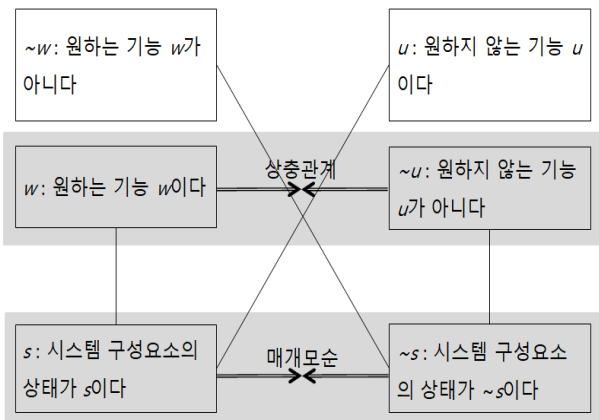 ~w : 원하는 기능 w가
아니다
u : 원하지 않는 기능 u
이다
w : 원하는 기능 w이다
상충관계
~u : 원하지 않는 기능
u가 아니다
s : 시스템 구성요소의
상태가 s이다
매개모순
~s : 시스템 구성요소
의 상태가 ~s이다